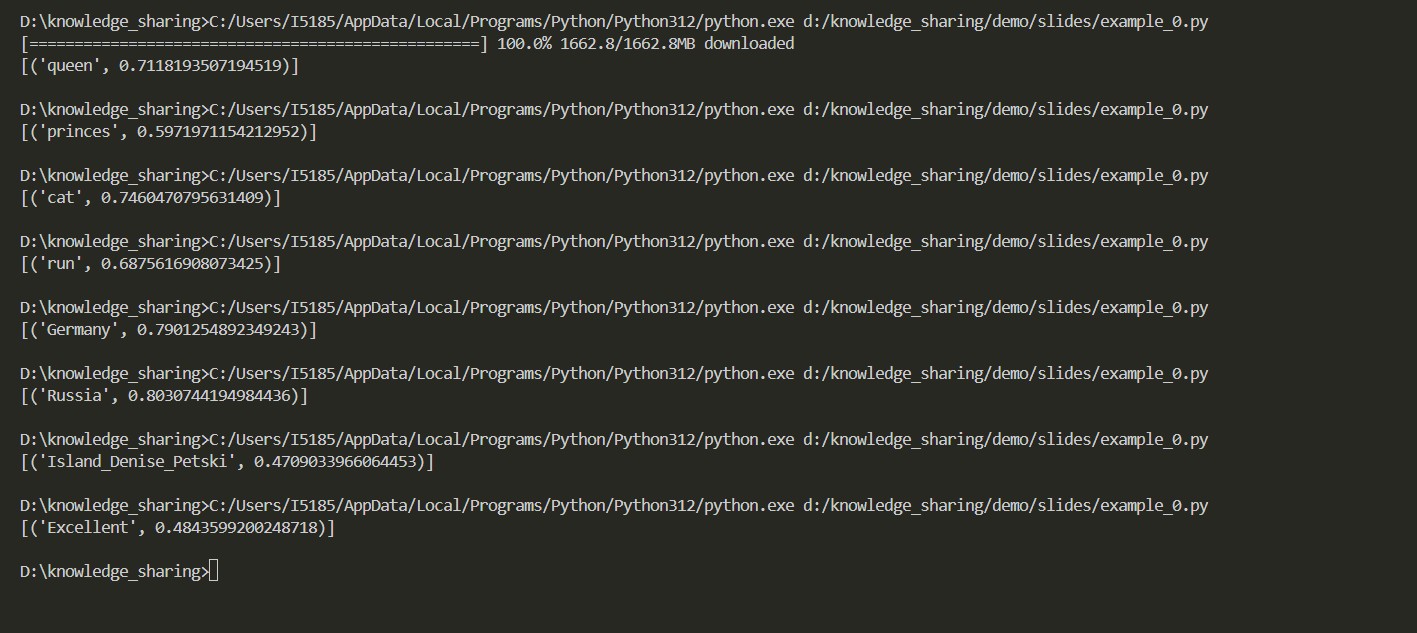 D:\knowledge_sharing>C:/Users/I5185/AppData/Local/Programs/Python/Python312/python.exe d:/knowledge_sharing/demo/slides/example_0.py
[==================================================] 100.0% 1662.8/1662.8MB downloaded
[('queen', 0.7118193507194519)]
D:\knowledge_sharing>C:/Users/I5185/AppData/Local/Programs/Python/Python312/python.exe d:/knowledge_sharing/demo/slides/example_0.py
[('princes', 0.5971971154212952)]
D:\knowledge_sharing>C:/Users/I5185/AppData/Local/Programs/Python/Python312/python.exe d:/knowledge_sharing/demo/slides/example_0.py
[('cat', 0.7460470795631409)]
D:\knowledge_sharing>C:/Users/I5185/AppData/Local/Programs/Python/Python312/python.exe d:/knowledge_sharing/demo/slides/example_0.py
[('run', 0.6875616908073425)]
D:\knowledge_sharing>C:/Users/I5185/AppData/Local/Programs/Python/Python312/python.exe d:/knowledge_sharing/demo/slides/example_0.py
[('Germany', 0.7901254892349243)]
D:\knowledge_sharing>C:/Users/I5185/AppData/Local/Programs/Python/Python312/python.exe d:/knowledge_sharing/demo/slides/example_0.py
[('Russia', 0.8030744194984436)]
D:\knowledge_sharing>C:/Users/I5185/AppData/Local/Programs/Python/Python312/python.exe d:/knowledge_sharing/demo/slides/example_0.py
[('Island_Denise_Petski', 0.4709033966064453)]
D:\knowledge_sharing>C:/Users/I5185/AppData/Local/Programs/Python/Python312/python.exe d:/knowledge_sharing/demo/slides/example_0.py
[('Excellent', 0.4843599200248718)]
D:\knowledge_sharing>